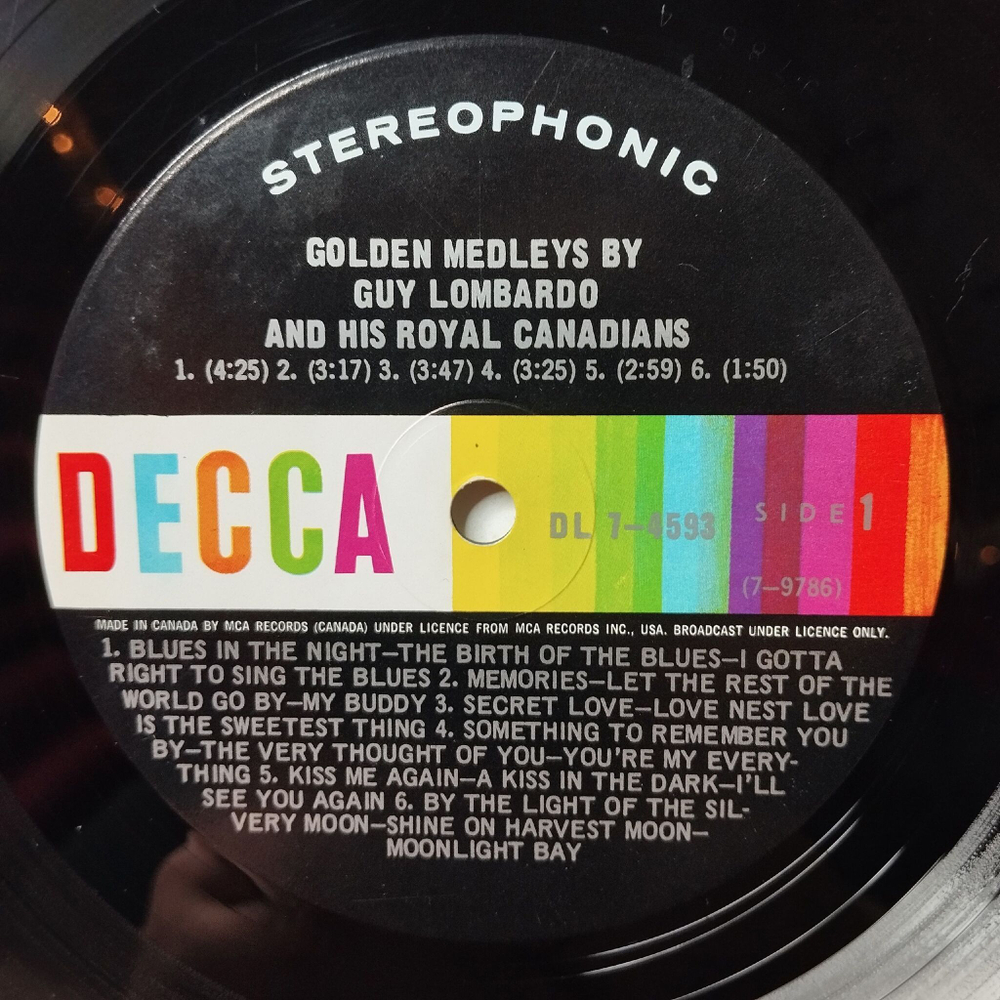 STEREOPHONIC
GOLDEN MEDLEYS BY
GUY LOMBARDO
AND HIS ROYAL CANADIANS
1. (4:25) 2. (3:17) 3. (3:47) 4. (3:25) 5. (2:59) 6. (1:50)
DECCA
DL 7-4593
SIDE 1
(7-9786)
MADE IN CANADA BY MCA RECORDS (CANADA) UNDER LICENCE FROM MCA RECORDS INC., USA. BROADCAST UNDER LICENCE ONLY.
1. BLUES IN THE NIGHT—THE BIRTH OF THE BLUES—I GOTTA
RIGHT TO SING THE BLUES 2. MEMORIES—LET THE REST OF THE
WORLD GO BY—MY BUDDY 3. SECRET LOVE—LOVE NEST LOVE
IS THE SWEETEST THING 4. SOMETHING TO REMEMBER YOU
BY—THE VERY THOUGHT OF YOU—YOU'RE MY EVERY-
THING 5. KISS ME AGAIN—A KISS IN THE DARK—I'LL
SEE YOU AGAIN 6. BY THE LIGHT OF THE SIL-
VERY MOON—SHINE ON HARVEST MOON—
MOONLIGHT BAY